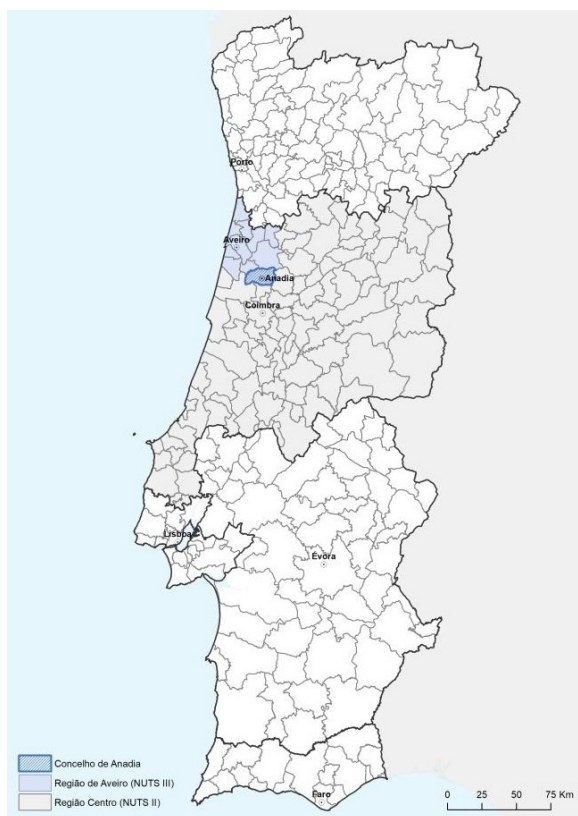 Porto
Aveiro
Anadia
Coimbra
Lisboa
Évora
Faro
Concelho de Anadia
Região de Aveiro (NUTS III)
Região Centro (NUTS II)
0 25 50 75 Km